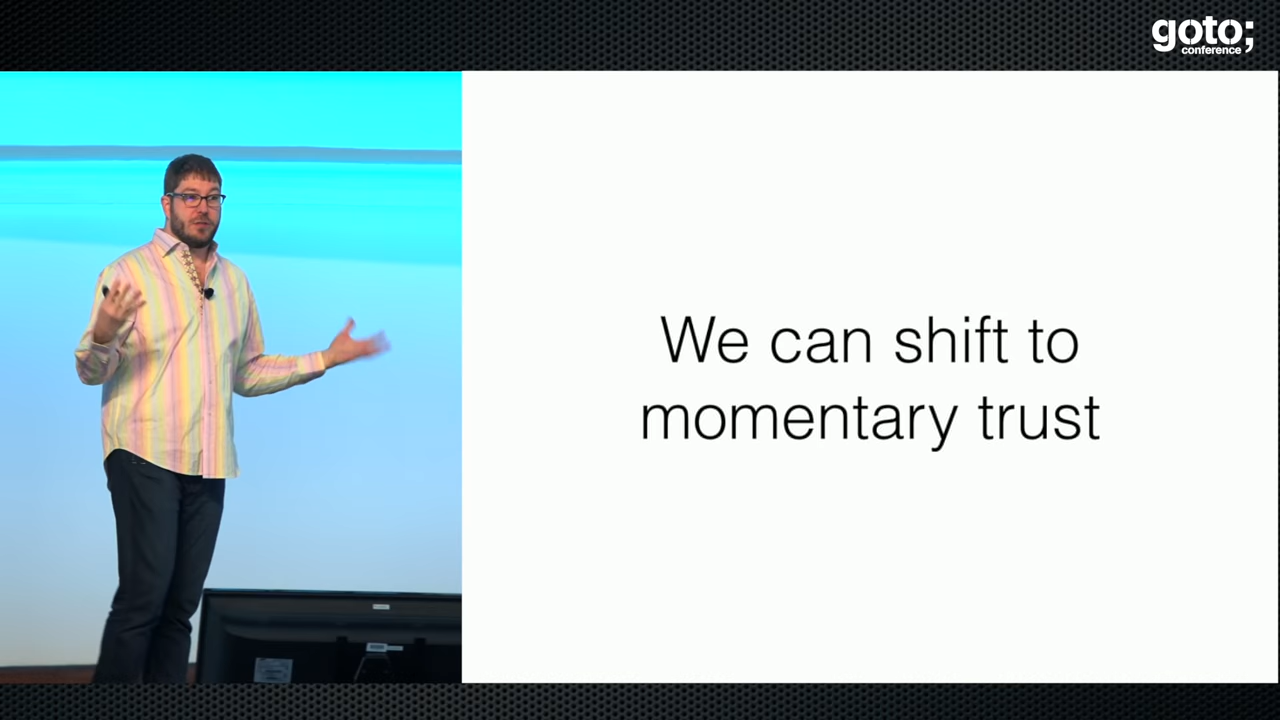 goto;
conference
We can shift to
momentary trust